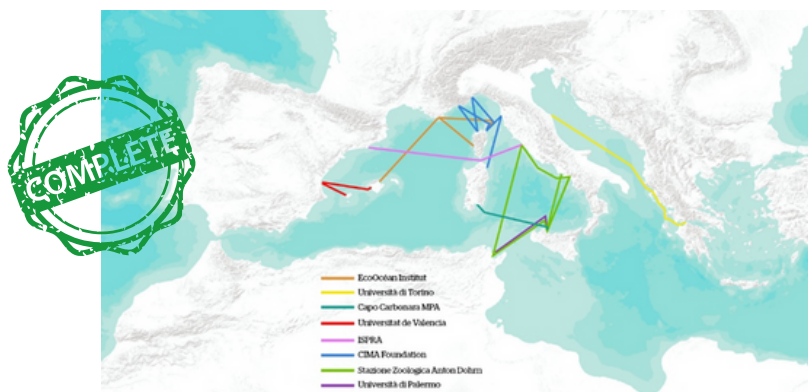 COMPLETE
EcoOcéan Institut
Università di Torino
Capo Carbonara MPA
Universitat de Valencia
ISPRA
CIMA Foundation
Stazione Zoologica Anton Dohrn
Università di Palermo